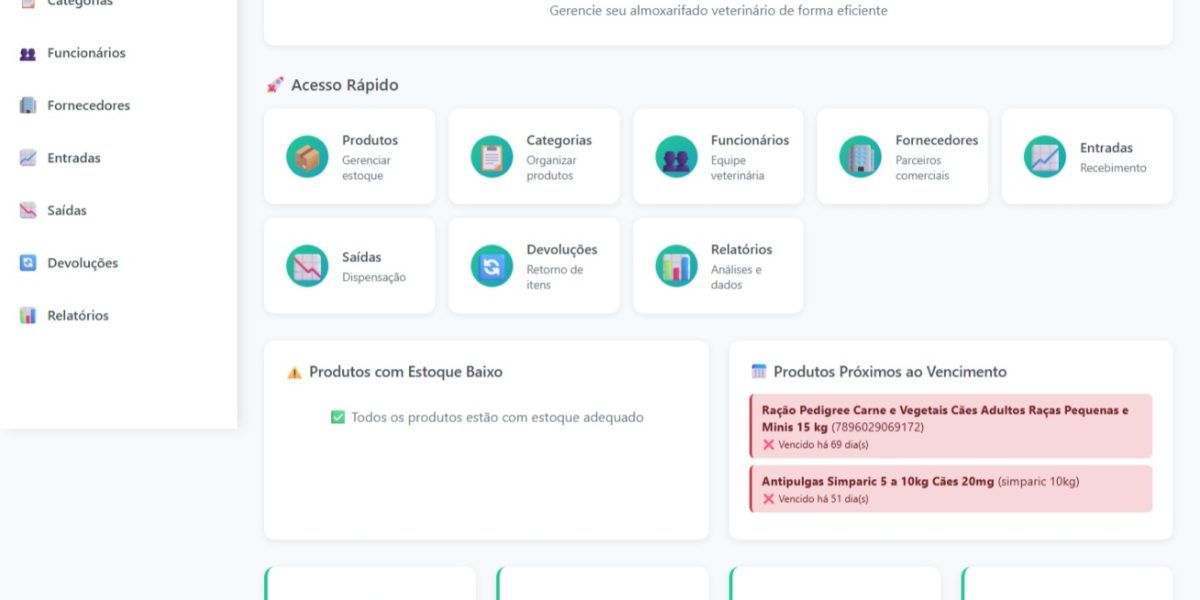 Categorias
Funcionários
Fornecedores
Entradas
Saídas
Devoluções
Relatórios
Gerencie seu almoxarifado veterinário de forma eficiente
Acesso Rápido
Produtos
Gerenciar
estoque
Categorias
Organizar
produtos
Funcionários
Equipe
veterinária
Fornecedores
Parceiros
comerciais
Entradas
Recebimento
Saídas
Dispensação
Devoluções
Retorno de
itens
Relatórios
Análises e
dados
Produtos com Estoque Baixo
Todos os produtos estão com estoque adequado
Produtos Próximos ao Vencimento
Ração Pedigree Carne e Vegetais Cães Adultos Raças Pequenas e
Minis 15 kg (7896029069172)
Vencido há 69 dia(s)
Antipulgas Simparic 5 a 10kg Cães 20mg (simparic 10kg)
Vencido há 51 dia(s)